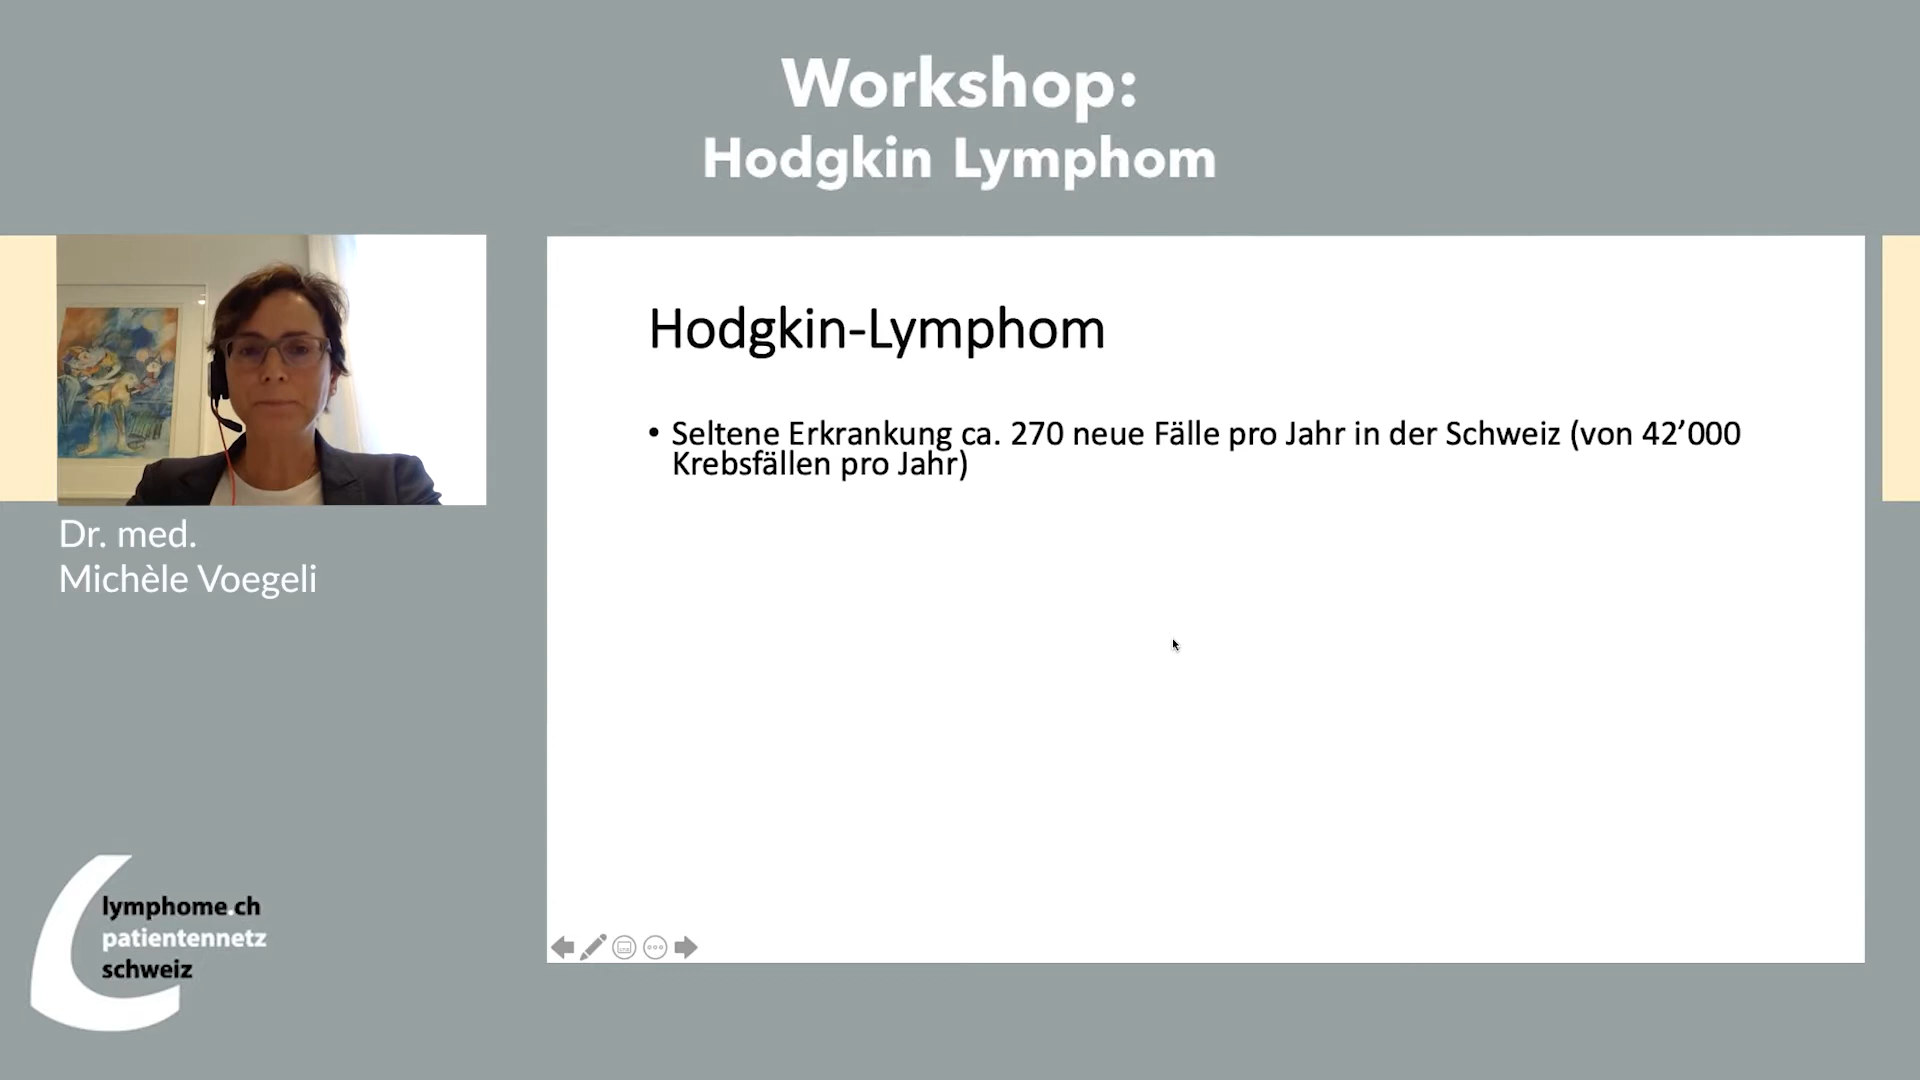 Workshop:
Hodgkin Lymphom
Hodgkin-Lymphom
• Seltene Erkrankung ca. 270 neue Fälle pro Jahr in der Schweiz (von 42’000
Krebsfällen pro Jahr)
Dr. med.
Michèle Voegeli
lymphome.ch
patientennetz
schweiz